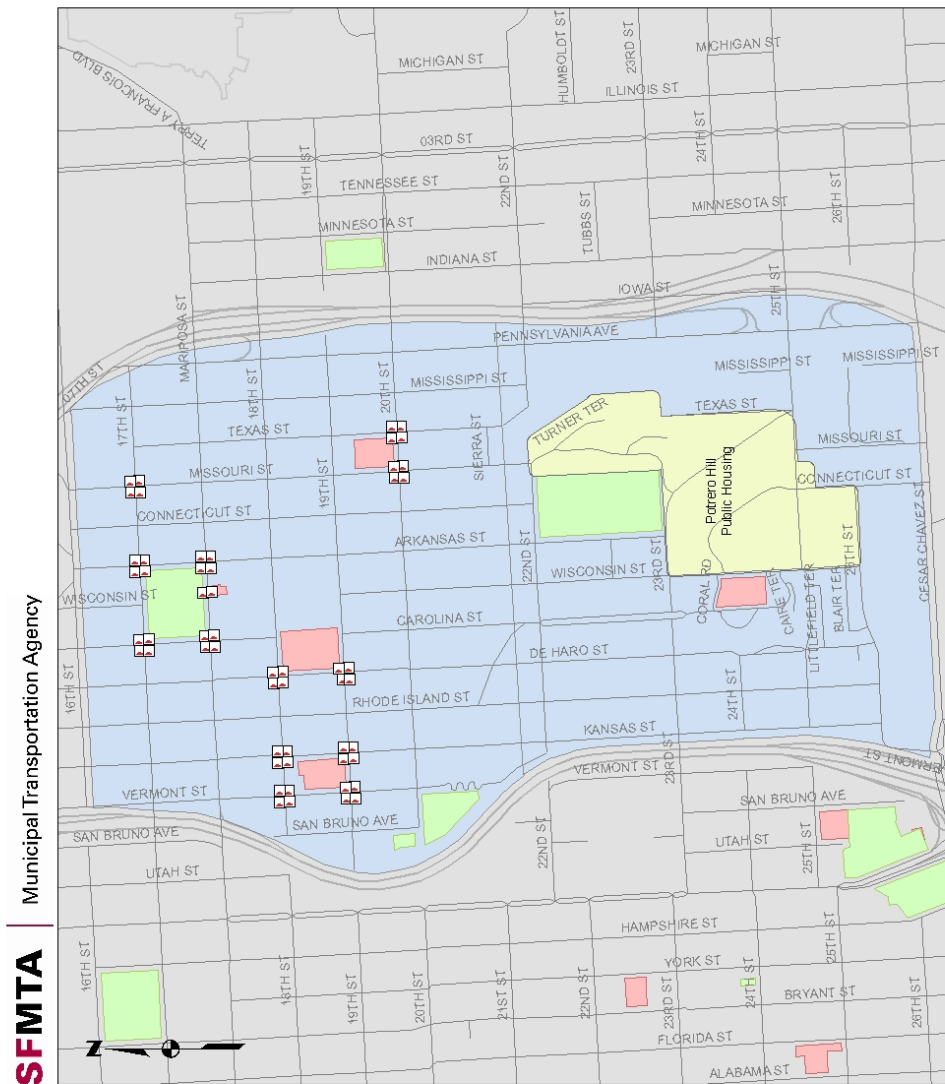 SFMTA
Municipal Transportation Agency
MICHIGAN ST
HUMBOLDT ST
23RD ST
MICHIGAN ST
TERRY A FRANCOIS BLVD
ILLINOIS ST
03RD ST
24TH ST
19TH ST
22ND ST
TENNESSEE ST
MINNESOTA ST
TUBBS ST
MINNESOTA ST
26TH ST
INDIANA ST
IOWA ST
25TH ST
MARIPOSA ST
PENNSYLVANIA AVE
07TH ST
MISSISSIPPI ST
MISSISSIPPI ST
MISSISSIPPI ST
17TH ST
18TH ST
20TH ST
TEXAS ST
TURNER TER
TEXAS ST
SIERRA ST
MISSOURI ST
MISSOURI ST
19TH ST
CONNECTICUT ST
CONNECTICUT ST
Potrero Hill
Public Housing
ARKANSAS ST
22ND ST
WISCONSIN ST
23RD ST
CORAL RD
CAIRE TER
LITTLEFIELD TER
BLAIR TER
26TH ST
CESAR CHAVEZ ST
WISCONSIN ST
CAROLINA ST
16TH ST
DE HARO ST
RHODE ISLAND ST
24TH ST
KANSAS ST
23RD ST
VERMONT ST
VERMONT ST
VERMONT ST
SAN BRUNO AVE
SAN BRUNO AVE
SAN BRUNO AVE
22ND ST
UTAH ST
25TH ST
UTAH ST
HAMPSHIRE ST
25TH ST
16TH ST
18TH ST
19TH ST
20TH ST
21ST ST
22ND ST
23RD ST
YORK ST
24TH ST
BRYANT ST
26TH ST
FLORIDA ST
ALABAMA ST
Z